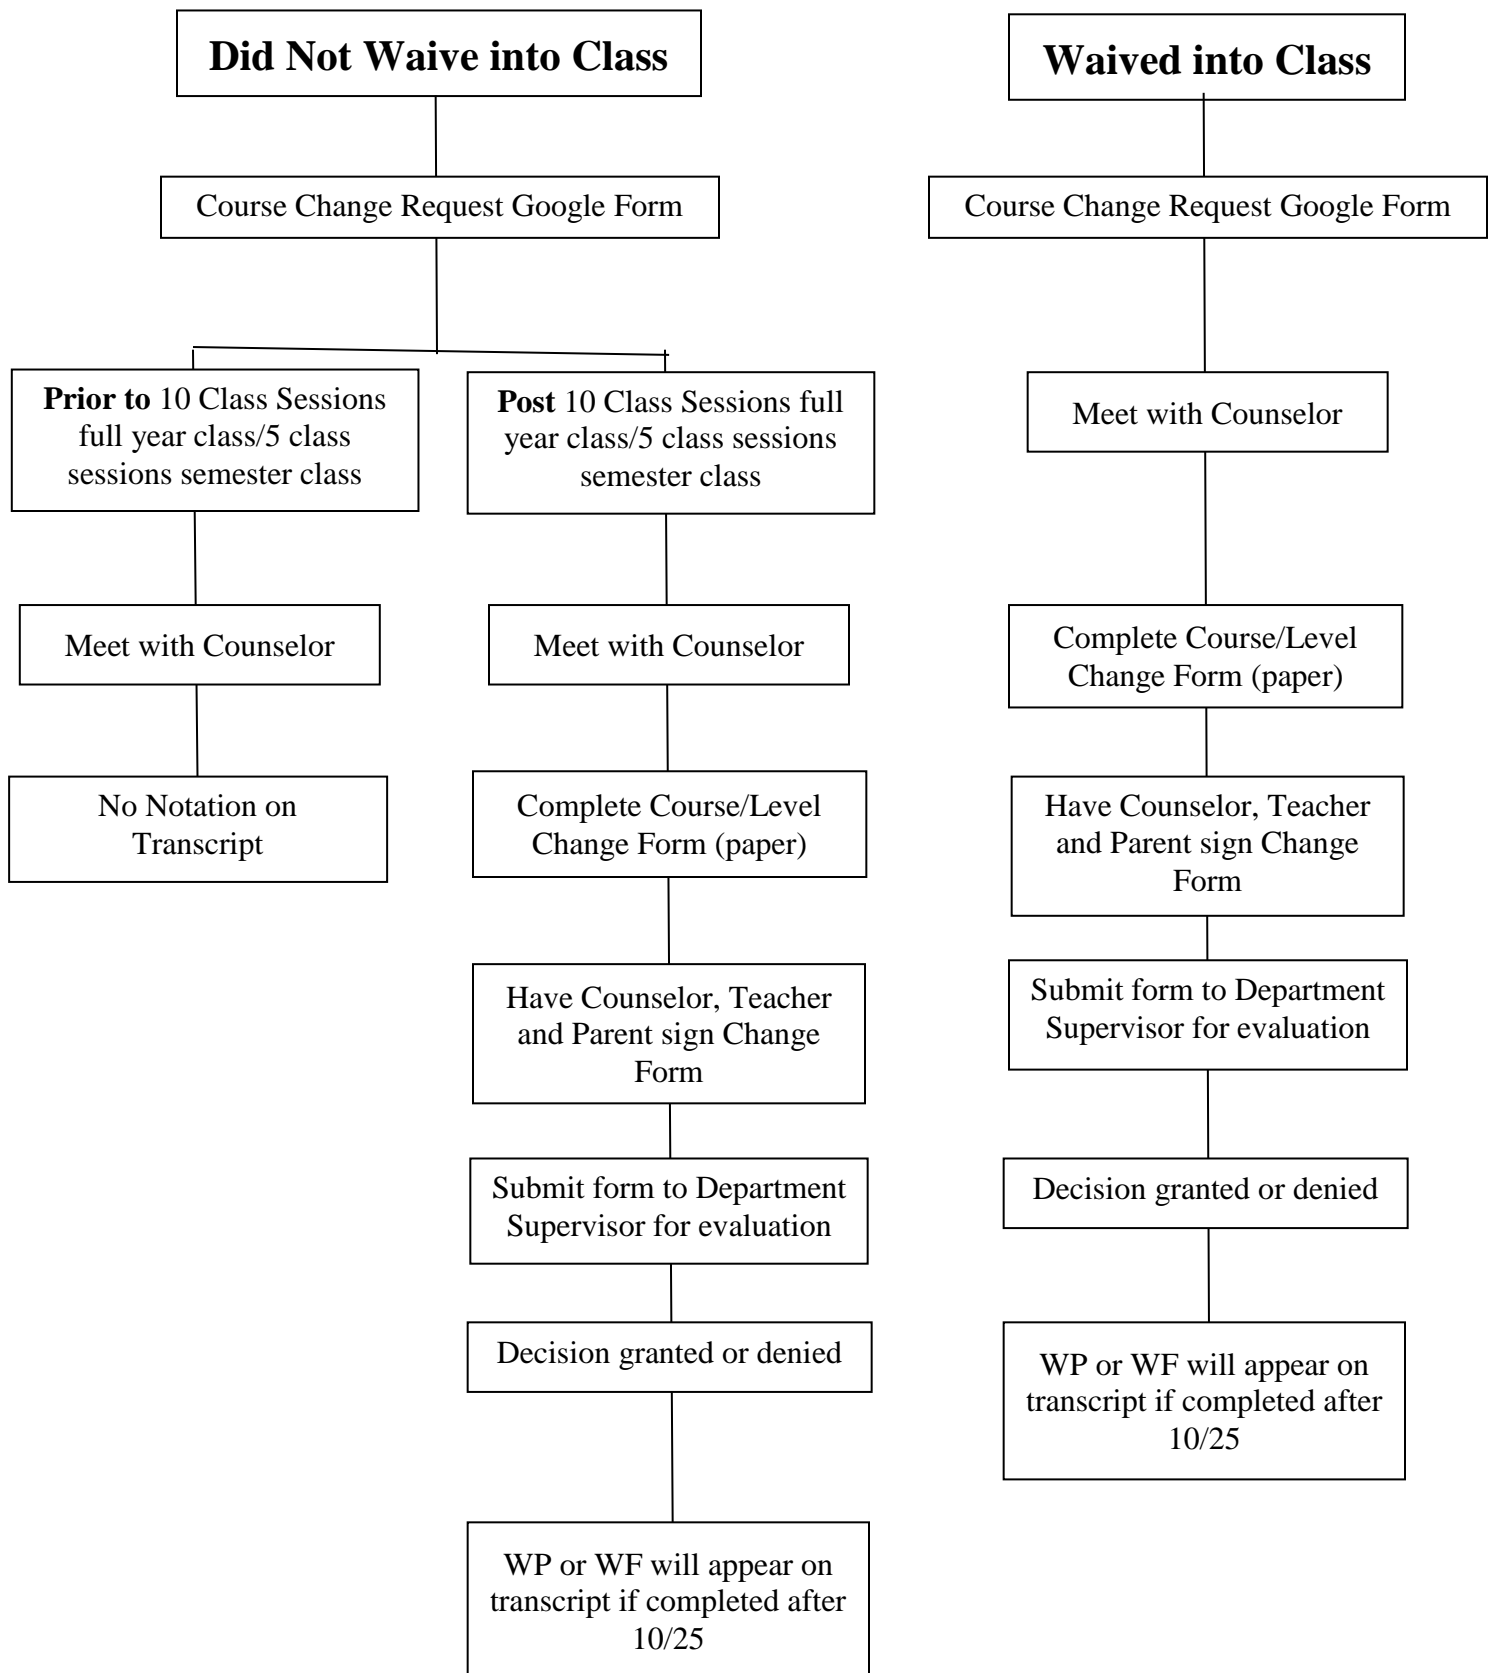 Did Not Waive into Class
Course Change Request Google Form
Prior to 10 Class Sessions
full year class/5 class
sessions semester class
Meet with Counselor
No Notation on
Transcript
Post 10 Class Sessions full
year class/5 class sessions
semester class
Meet with Counselor
Complete Course/Level
Change Form (paper)
Have Counselor, Teacher
and Parent sign Change
Form
Submit form to Department
Supervisor for evaluation
Decision granted or denied
WP or WF will appear on
transcript if completed after
10/25
Waived into Class
Course Change Request Google Form
Meet with Counselor
Complete Course/Level
Change Form (paper)
Have Counselor, Teacher
and Parent sign Change
Form
Submit form to Department
Supervisor for evaluation
Decision granted or denied
WP or WF will appear on
transcript if completed after
10/25